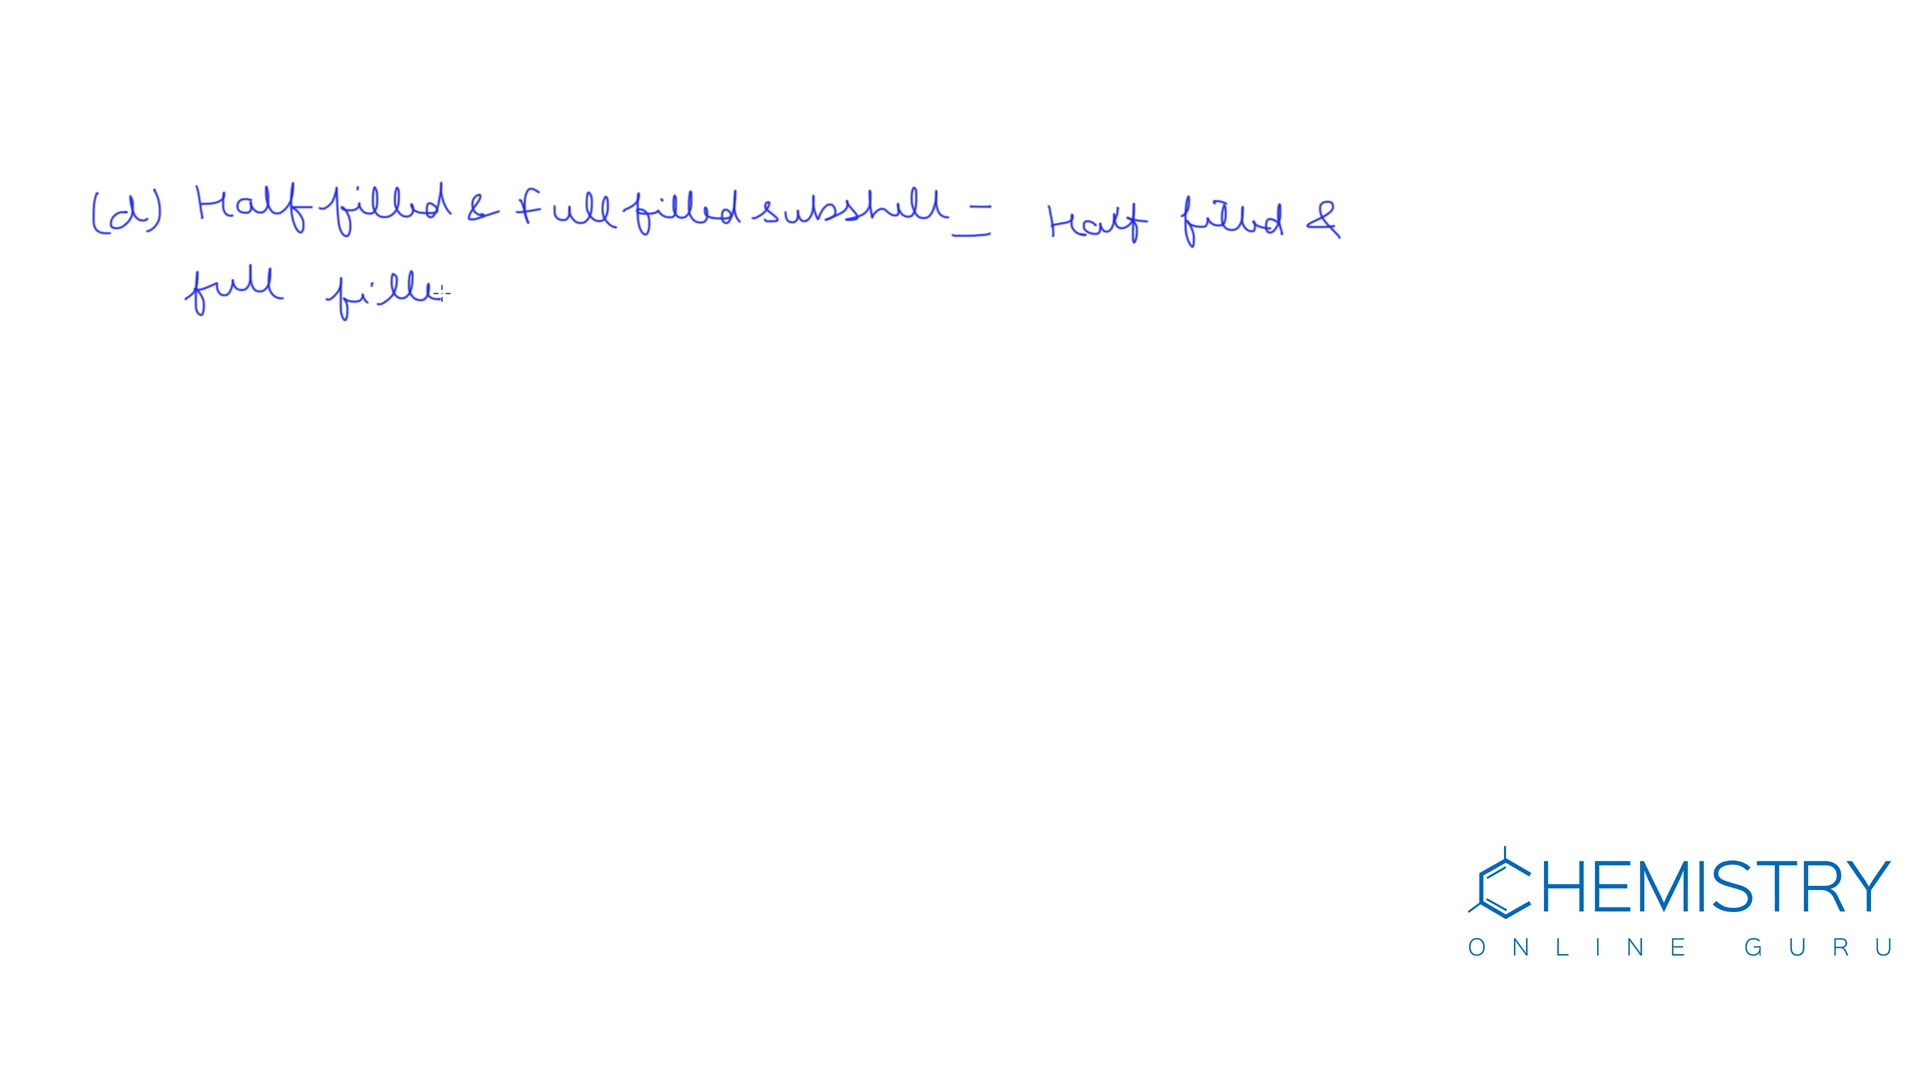 (d) Half filled & Full filled subshell = Half filled &
full fille
CHEMISTRY
ONLINE GURU